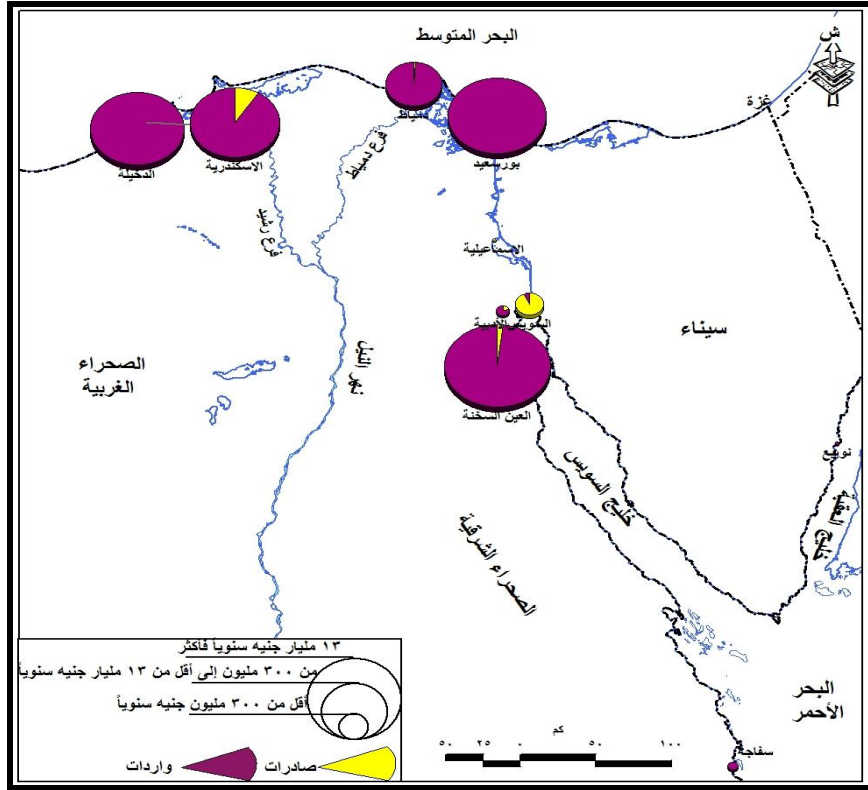 البحر المتوسط
ش
غزة
دمياط
بورسعيد
الدخيلة
الاسكندرية
فرع دمياط
فرع رشيد
الاسماعيلية
سيناء
الصحراء
الغربية
نهر النيل
العين السخنة
نويبع
خليج السويس
خليج العقبة
الصحراء الشرقية
البحر
الأحمر
سفاجة
١٣ مليار جنيه سنوياً فأكثر
من ٣٠٠ مليون إلى أقل من ١٣ مليار جنيه سنوياً
أقل من ٣٠٠ مليون جنيه سنوياً
صادرات
واردات
كم
٥٠ ٢٥ ٠ ٥٠ ١٠٠